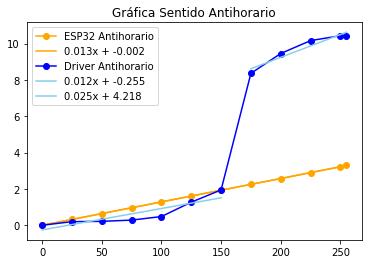 Gráfica Sentido Antihorario
ESP32 Antihorario
0.013x + -0.002
Driver Antihorario
0.012x + -0.255
0.025x + 4.218
10
8
6
4
2
0
0 50 100 150 200 250